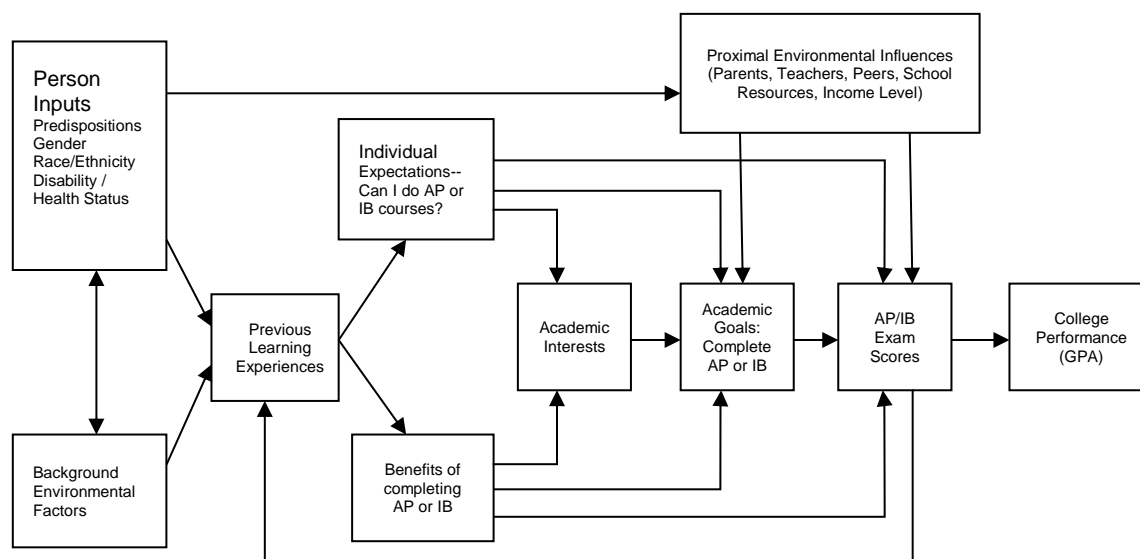 Person
Inputs
Predispositions
Gender
Race/Ethnicity
Disability /
Health Status
Proximal Environmental Influences
(Parents, Teachers, Peers, School
Resources, Income Level)
Individual
Expectations--
Can I do AP or
IB courses?
Previous
Learning
Experiences
Academic
Interests
Academic
Goals:
Complete
AP or IB
AP/IB
Exam
Scores
College
Performance
(GPA)
Background
Environmental
Factors
Benefits of
completing
AP or IB